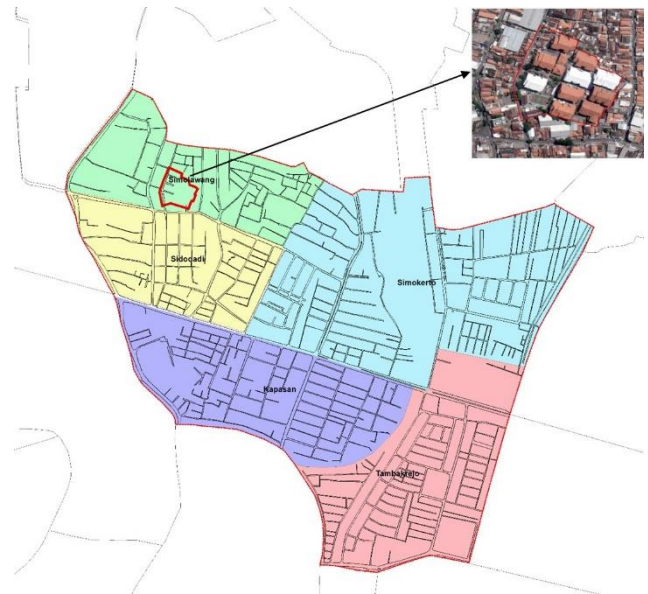 Simolawang
Sidodadi
Simokerto
Kapasan
Tambakrejo